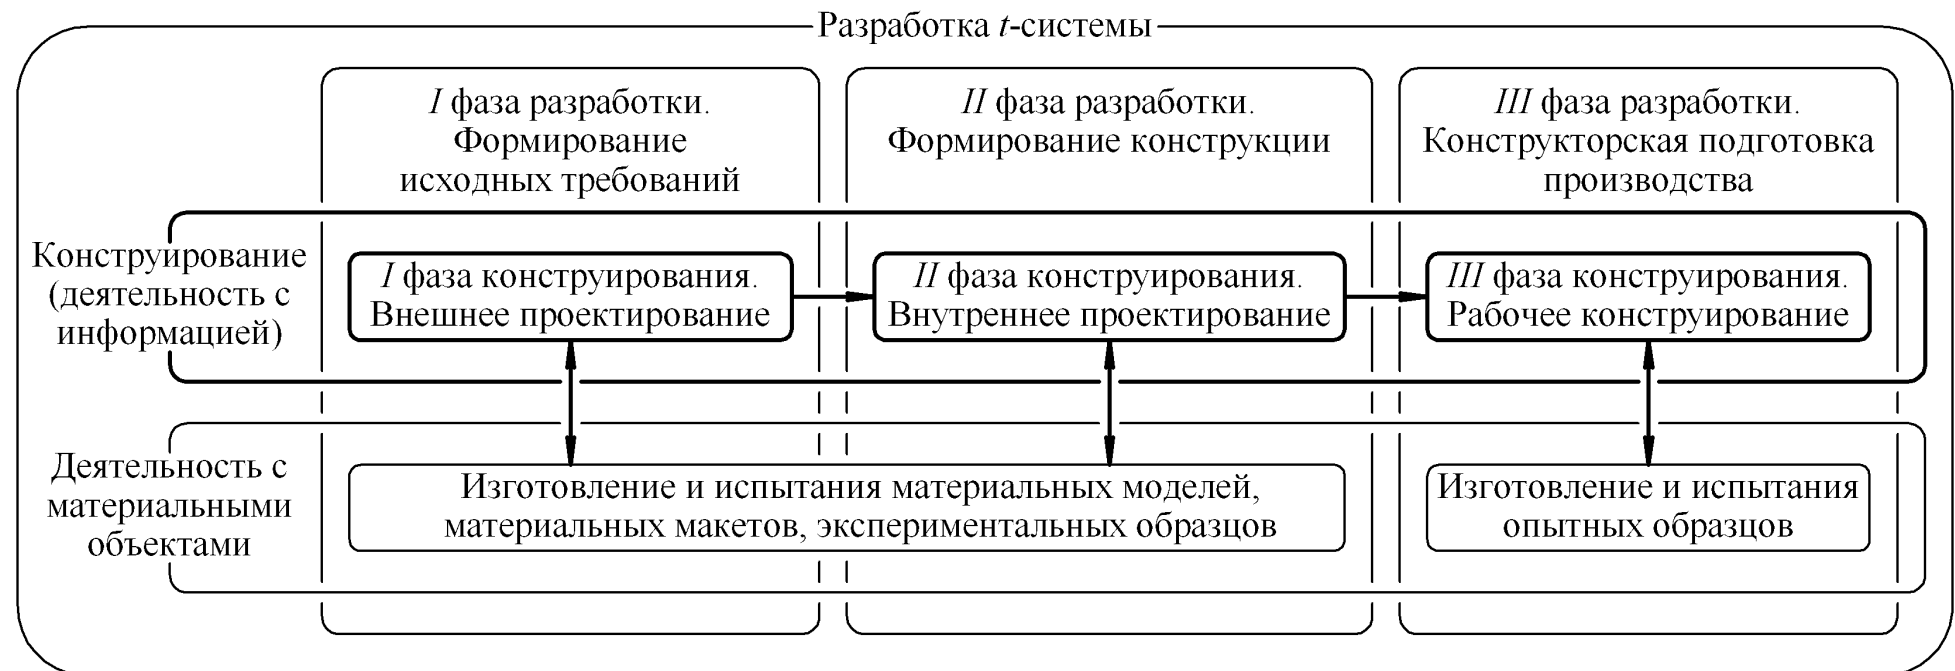 Разработка t-системы
I фаза разработки.
Формирование
исходных требований
II фаза разработки.
Формирование конструкции
III фаза разработки.
Конструкторская подготовка
производства
Конструирование
(деятельность с
информацией)
I фаза конструирования.
Внешнее проектирование
II фаза конструирования.
Внутреннее проектирование
III фаза конструирования.
Рабочее конструирование
Деятельность с
материальными
объектами
Изготовление и испытания материальных моделей,
материальных макетов, экспериментальных образцов
Изготовление и испытания
опытных образцов